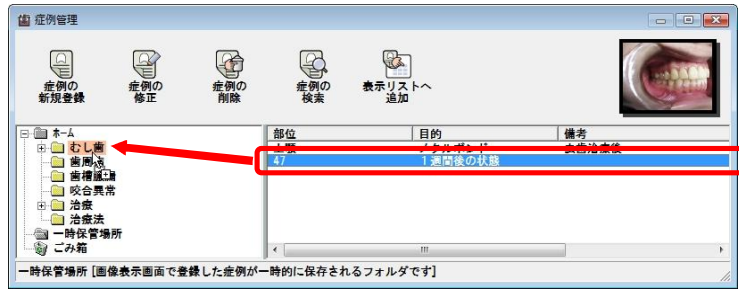 症例管理
症例の
新規登録
症例の
修正
症例の
削除
症例の
検索
表示リストへ
追加
ホーム
むし歯
歯周
歯槽
咬合異常
治療
治療法
一時保管場所
ごみ箱
部位 目的 備考
47 1週間後の状態
一時保管場所 [画像表示画面で登録した症例が一時的に保存されるフォルダです]